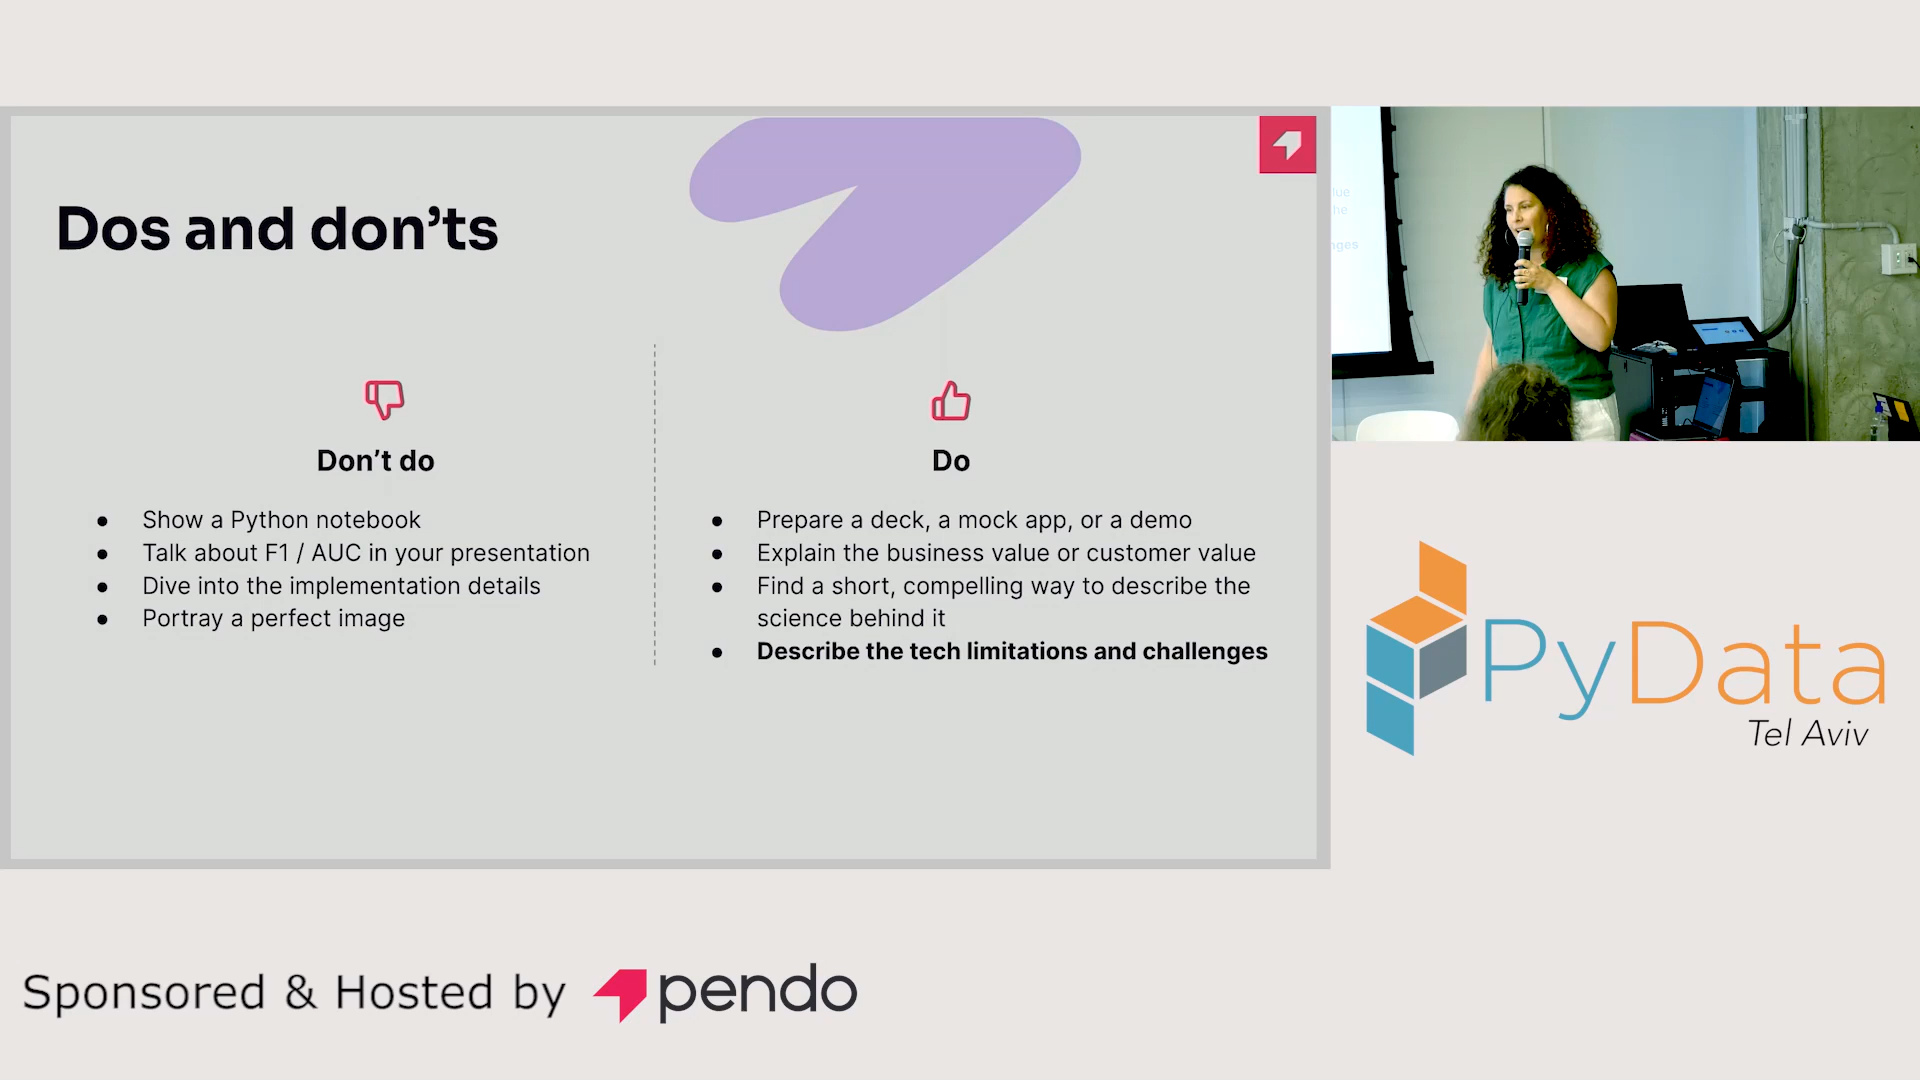 Dos and don’ts
Don’t do
● Show a Python notebook
● Talk about F1 / AUC in your presentation
● Dive into the implementation details
● Portray a perfect image
Do
● Prepare a deck, a mock app, or a demo
● Explain the business value or customer value
● Find a short, compelling way to describe the
science behind it
● Describe the tech limitations and challenges
PyData
Tel Aviv
Sponsored & Hosted by pendo